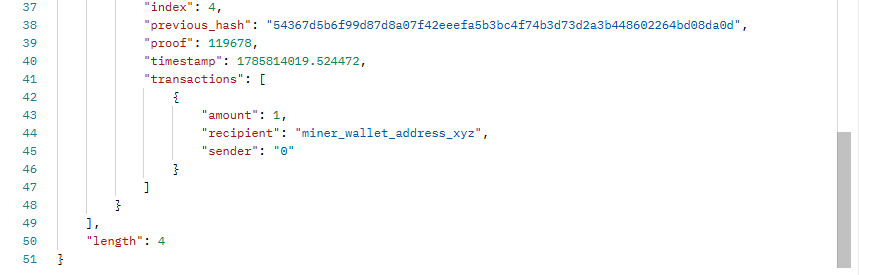 37 "index": 4,
38 "previous_hash": "54367d5b6f99d87d8a07f42eeefa5b3bc4f74b3d73d2a3b448602264bd08da0d",
39 "proof": 119678,
40 "timestamp": 1785814019.524472,
41 "transactions": [
42 {
43 "amount": 1,
44 "recipient": "miner_wallet_address_xyz",
45 "sender": "0"
46 }
47 ]
48 }
49 ],
50 "length": 4
51 }